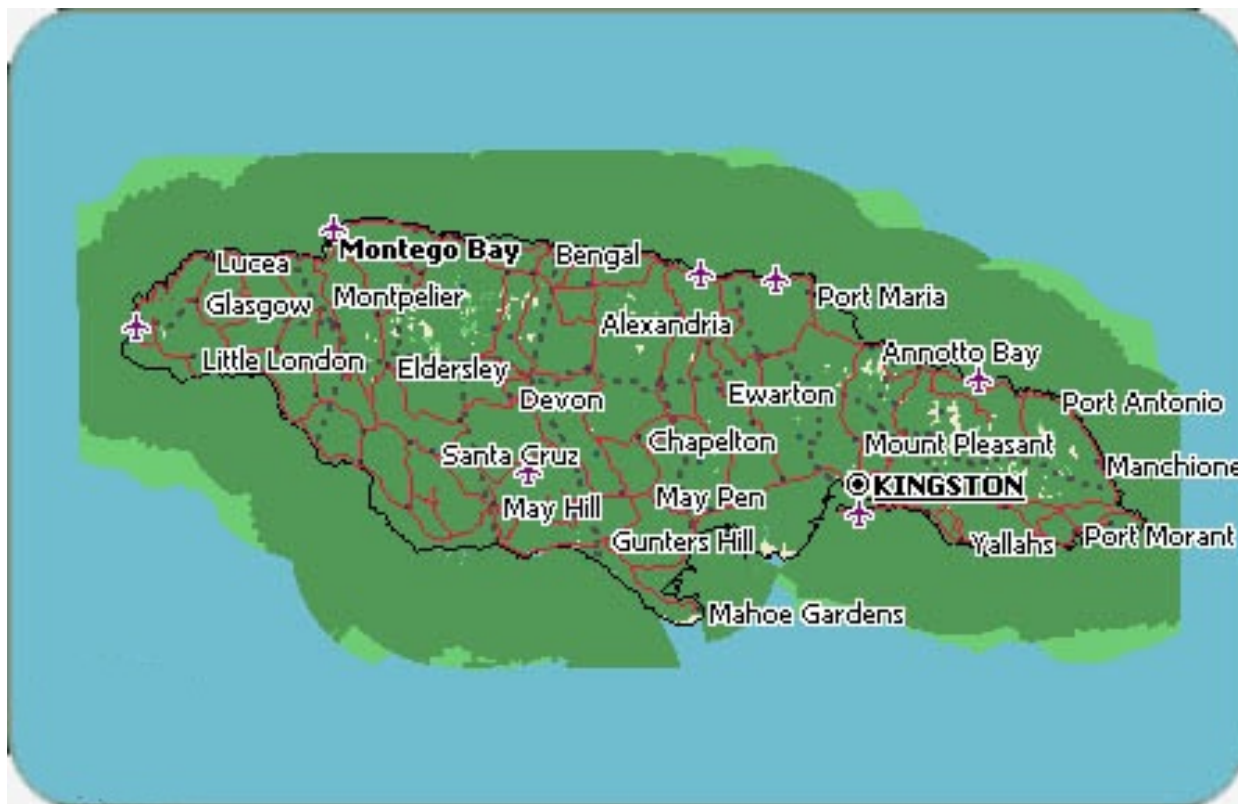 Montego Bay
Bengal
Lucea
Montpelier
Port Maria
Glasgow
Alexandria
Annotto Bay
Little London
Eldersley
Devon
Ewarton
Port Antonio
Chapelton
Mount Pleasant
Santa Cruz
Manchione
KINGSTON
May Hill
May Pen
Gunters Hill
Yallahs
Port Morant
Mahoe Gardens